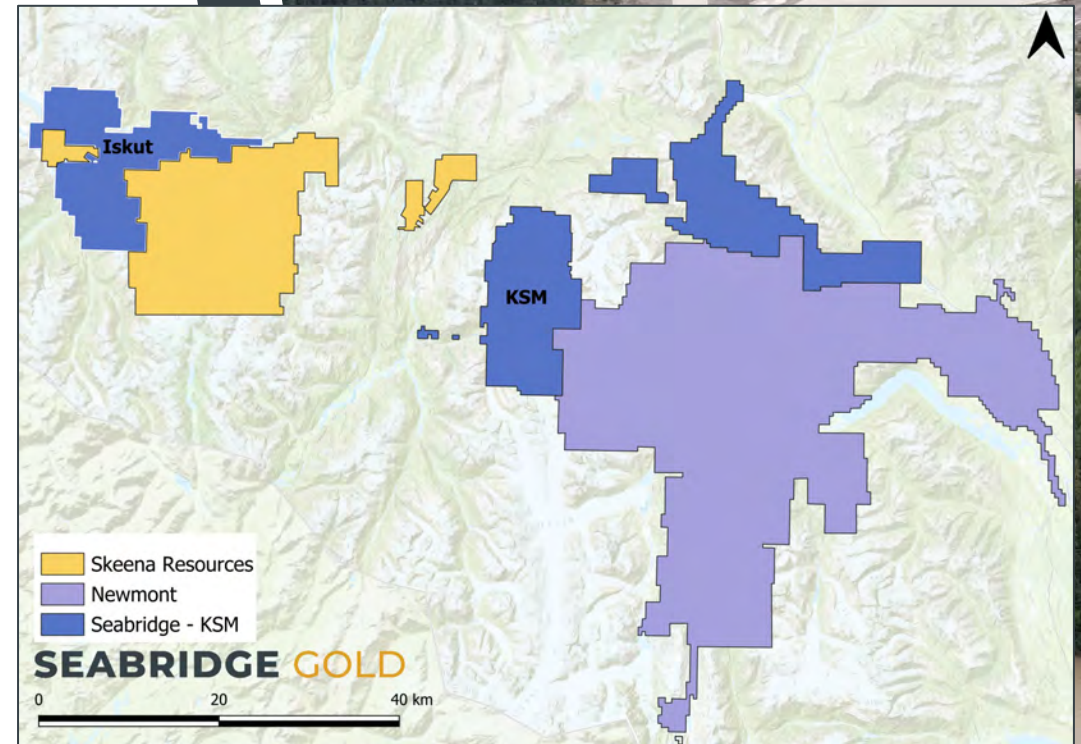 Iskut
KSM
Skeena Resources
Newmont
Seabridge - KSM
SEABRIDGE GOLD
0 20 40 km